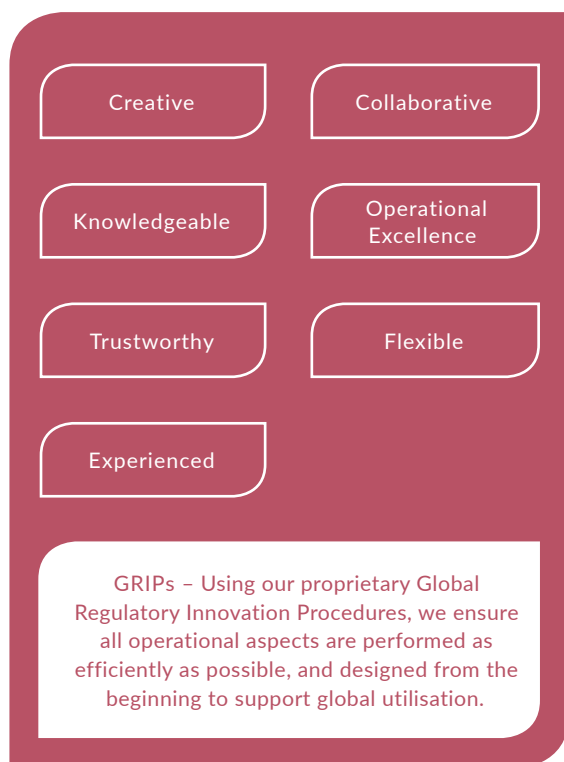 Creative
Collaborative
Knowledgeable
Operational
Excellence
Trustworthy
Flexible
Experienced
GRIPs – Using our proprietary Global
Regulatory Innovation Procedures, we ensure
all operational aspects are performed as
efficiently as possible, and designed from the
beginning to support global utilisation.